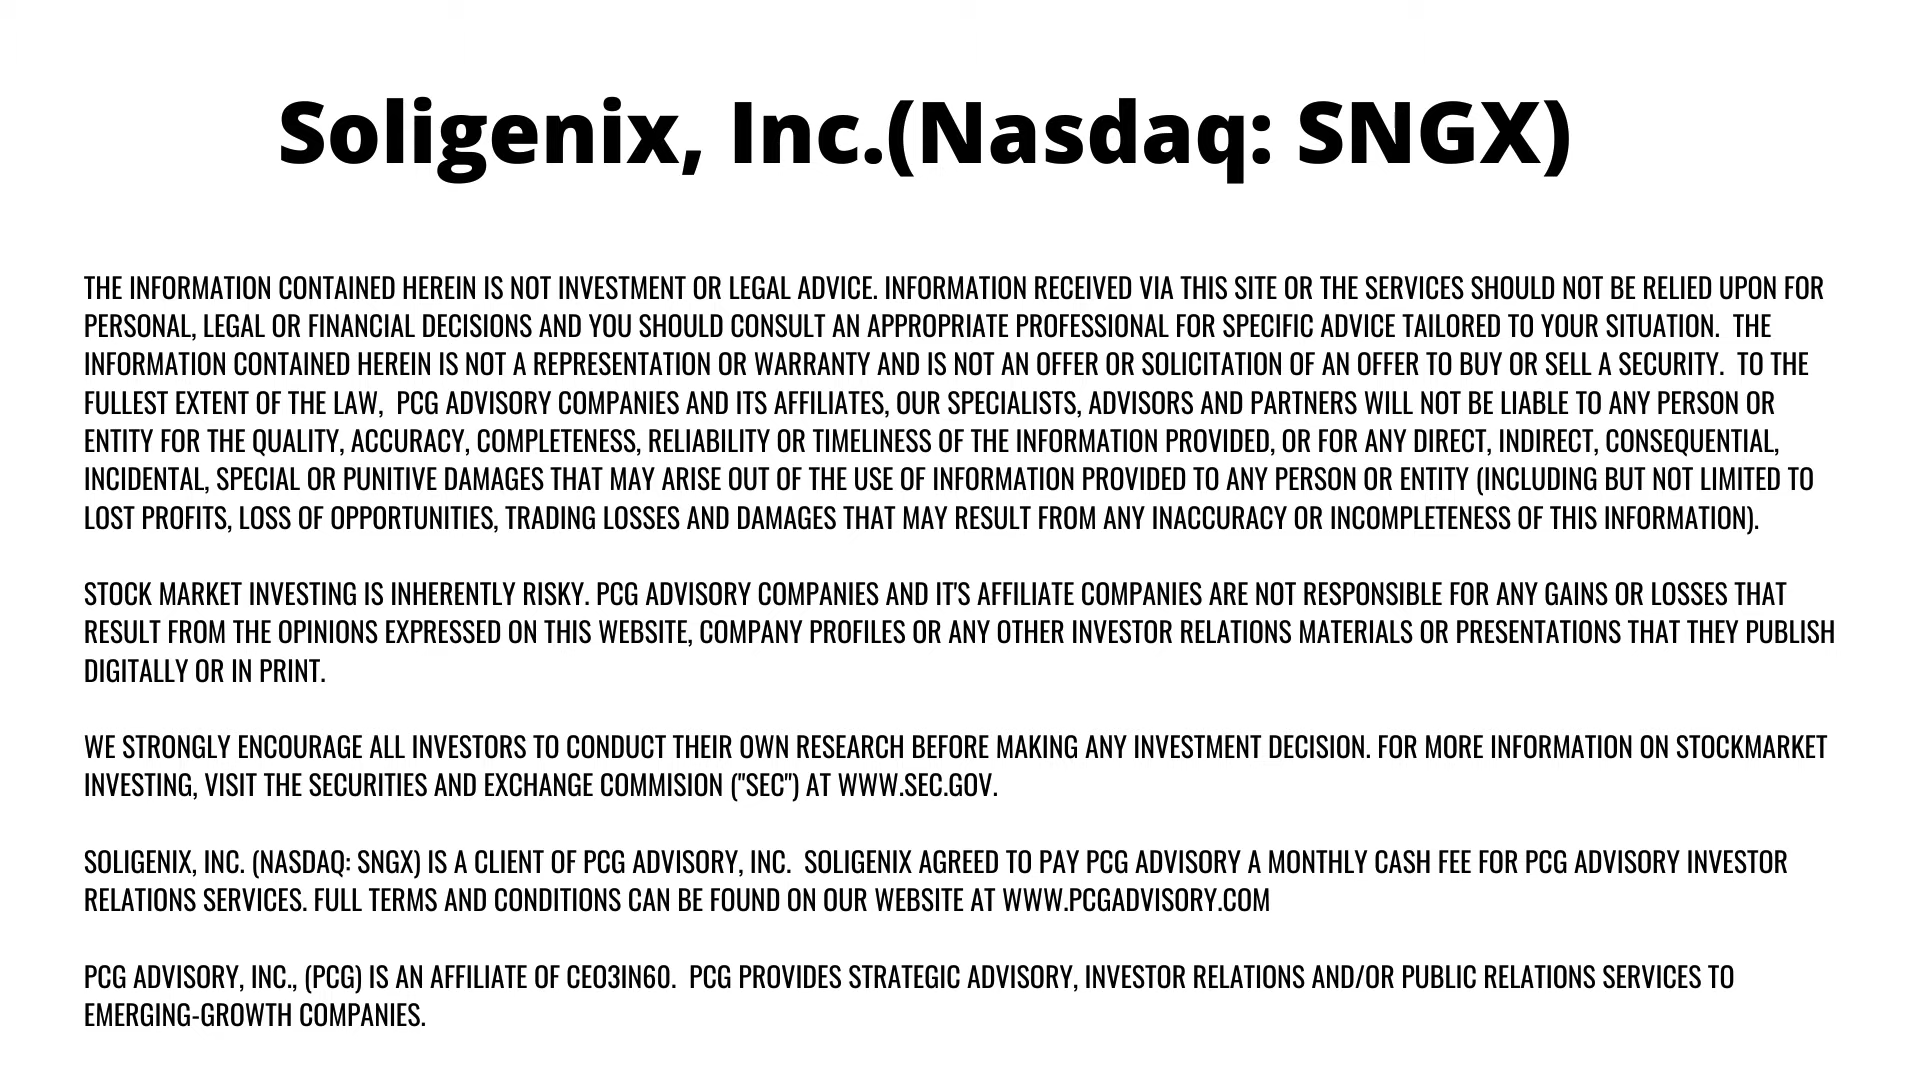 Soligenix, Inc.(Nasdaq: SNGX)
THE INFORMATION CONTAINED HEREIN IS NOT INVESTMENT OR LEGAL ADVICE. INFORMATION RECEIVED VIA THIS SITE OR THE SERVICES SHOULD NOT BE RELIED UPON FOR
PERSONAL, LEGAL OR FINANCIAL DECISIONS AND YOU SHOULD CONSULT AN APPROPRIATE PROFESSIONAL FOR SPECIFIC ADVICE TAILORED TO YOUR SITUATION.  THE
INFORMATION CONTAINED HEREIN IS NOT A REPRESENTATION OR WARRANTY AND IS NOT AN OFFER OR SOLICITATION OF AN OFFER TO BUY OR SELL A SECURITY.  TO THE
FULLEST EXTENT OF THE LAW,  PCG ADVISORY COMPANIES AND ITS AFFILIATES, OUR SPECIALISTS, ADVISORS AND PARTNERS WILL NOT BE LIABLE TO ANY PERSON OR
ENTITY FOR THE QUALITY, ACCURACY, COMPLETENESS, RELIABILITY OR TIMELINESS OF THE INFORMATION PROVIDED, OR FOR ANY DIRECT, INDIRECT, CONSEQUENTIAL,
INCIDENTAL, SPECIAL OR PUNITIVE DAMAGES THAT MAY ARISE OUT OF THE USE OF INFORMATION PROVIDED TO ANY PERSON OR ENTITY (INCLUDING BUT NOT LIMITED TO
LOST PROFITS, LOSS OF OPPORTUNITIES, TRADING LOSSES AND DAMAGES THAT MAY RESULT FROM ANY INACCURACY OR INCOMPLETENESS OF THIS INFORMATION).
STOCK MARKET INVESTING IS INHERENTLY RISKY. PCG ADVISORY COMPANIES AND IT'S AFFILIATE COMPANIES ARE NOT RESPONSIBLE FOR ANY GAINS OR LOSSES THAT
RESULT FROM THE OPINIONS EXPRESSED ON THIS WEBSITE, COMPANY PROFILES OR ANY OTHER INVESTOR RELATIONS MATERIALS OR PRESENTATIONS THAT THEY PUBLISH
DIGITALLY OR IN PRINT.
WE STRONGLY ENCOURAGE ALL INVESTORS TO CONDUCT THEIR OWN RESEARCH BEFORE MAKING ANY INVESTMENT DECISION. FOR MORE INFORMATION ON STOCKMARKET
INVESTING, VISIT THE SECURITIES AND EXCHANGE COMMISION ("SEC") AT WWW.SEC.GOV.
SOLIGENIX, INC. (NASDAQ: SNGX) IS A CLIENT OF PCG ADVISORY, INC.  SOLIGENIX AGREED TO PAY PCG ADVISORY A MONTHLY CASH FEE FOR PCG ADVISORY INVESTOR
RELATIONS SERVICES. FULL TERMS AND CONDITIONS CAN BE FOUND ON OUR WEBSITE AT WWW.PCGADVISORY.COM
PCG ADVISORY, INC., (PCG) IS AN AFFILIATE OF CEO3IN60.  PCG PROVIDES STRATEGIC ADVISORY, INVESTOR RELATIONS AND/OR PUBLIC RELATIONS SERVICES TO
EMERGING-GROWTH COMPANIES.